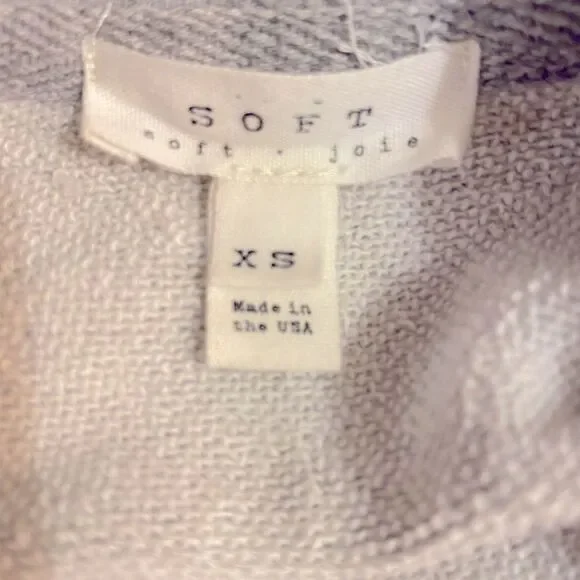 SOFT
soft . joie
XS
Made in
the USA